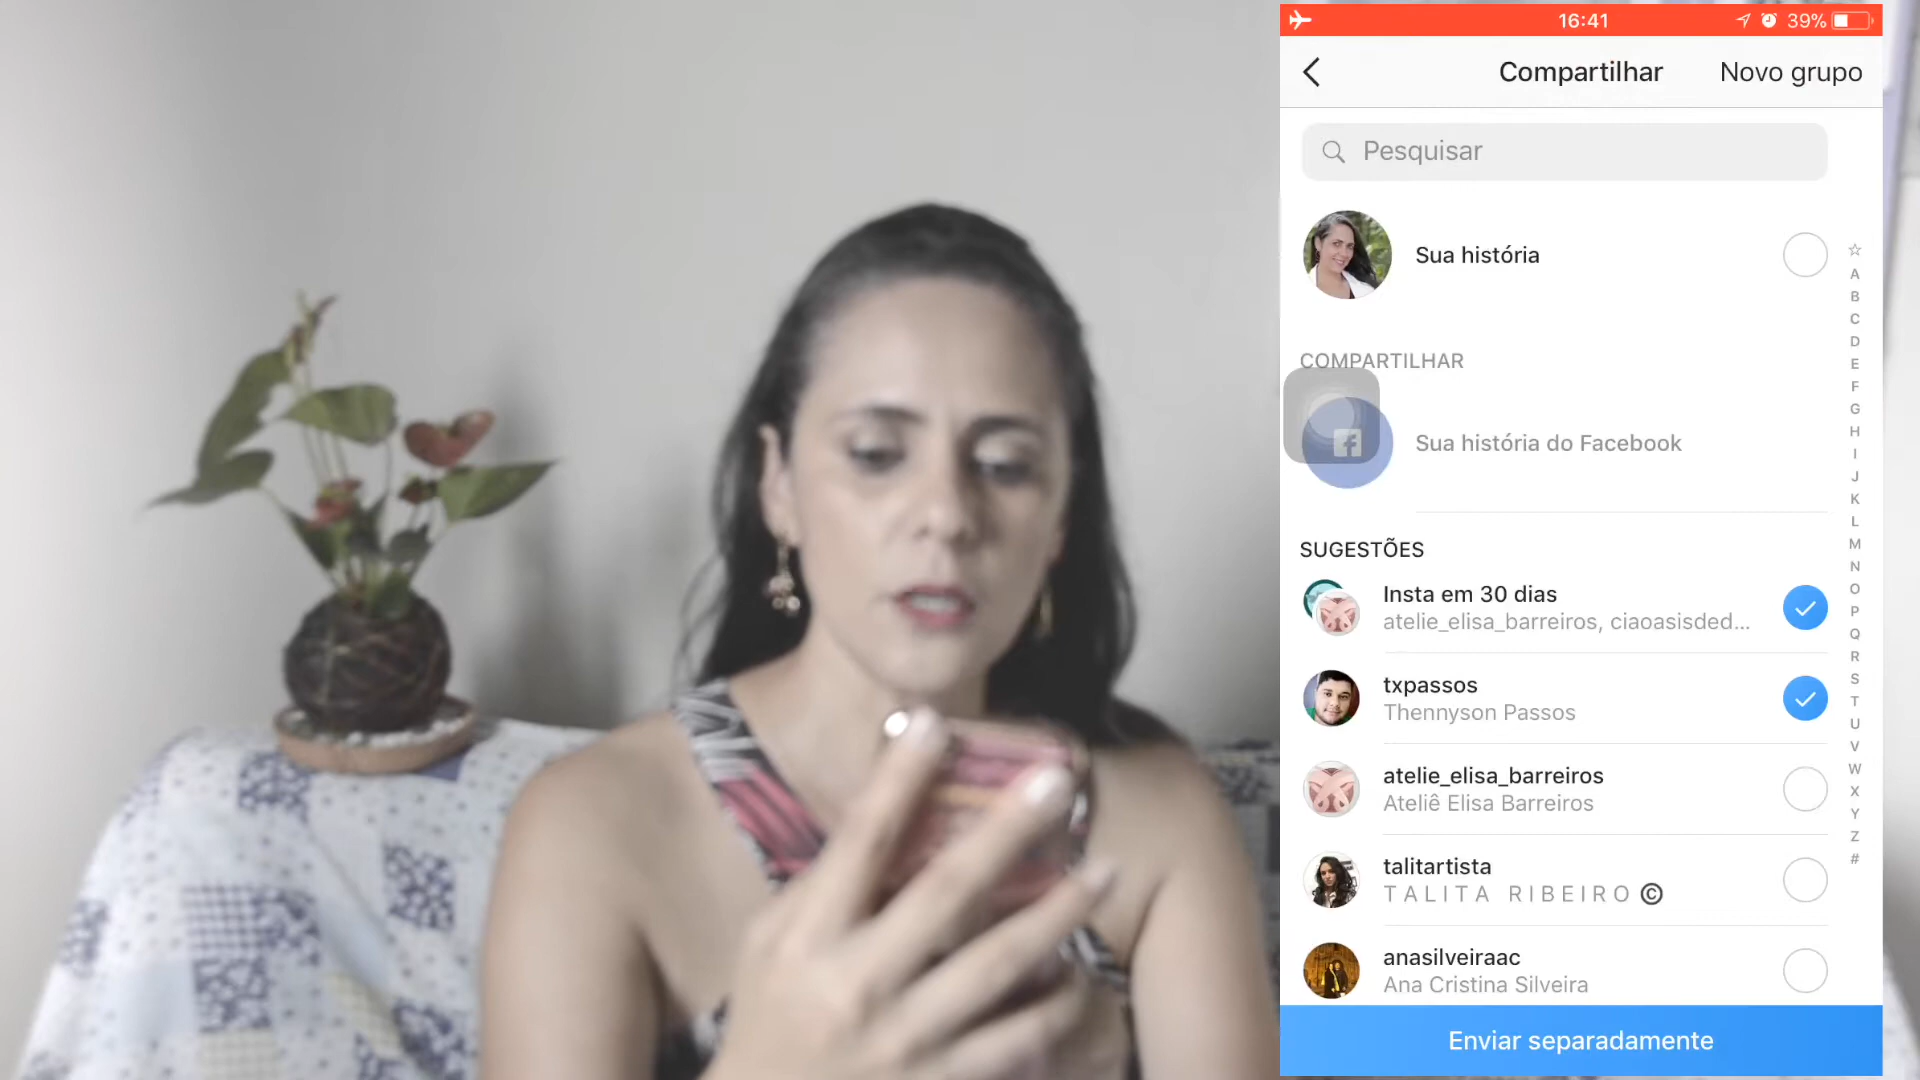 16:41
39%
Compartilhar
Novo grupo
Pesquisar
Sua história
COMPARTILHAR
Sua história do Facebook
SUGESTÕES
Insta em 30 dias
atelie_elisa_barreiros, ciaoasisded...
txpassos
Thennyson Passos
atelie_elisa_barreiros
Ateliê Elisa Barreiros
talitartista
TALITA RIBEIRO ©
anasilveiraac
Ana Cristina Silveira
Enviar separadamente
☆
A
B
C
D
E
F
G
H
I
J
K
L
M
N
O
P
Q
R
S
T
U
V
W
X
Y
Z
#